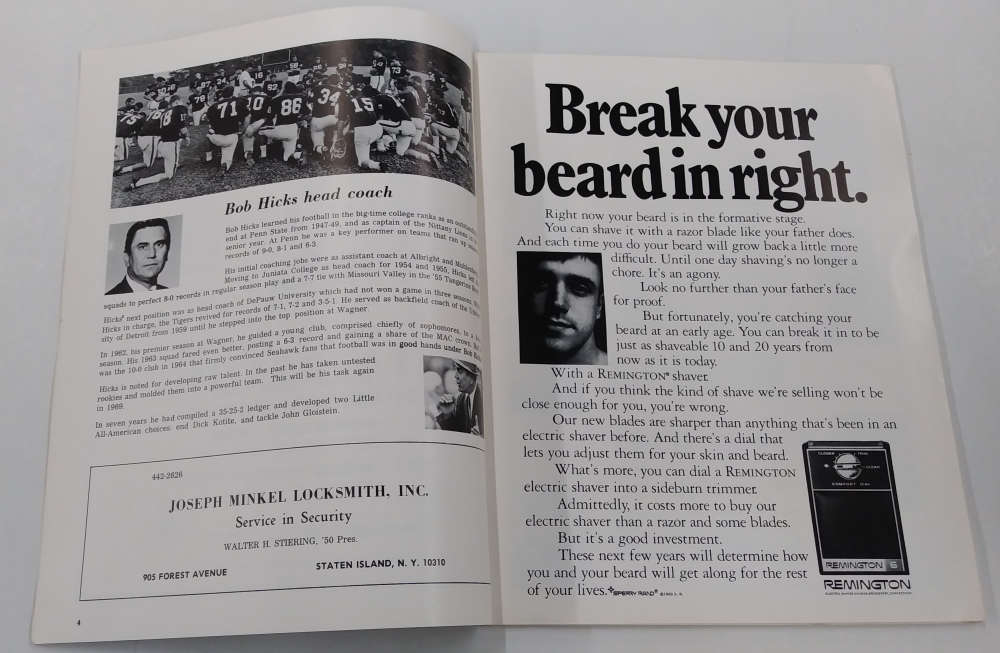 Bob Hicks head coach
Bob Hicks learned his football in the big-time college ranks as an outstanding
end at Penn State from 1947-49, and as captain of the Nittany Lions
senior year. At Penn he was a key performer on teams that ran up
records of 9-0, 8-1 and 6-3.
His initial coaching jobs were as assistant coach at Albright and
Moving to Juniata College as head coach for 1954 and 1955, Hicks led
squads to perfect 8-0 records in regular season play and a 7-7 tie with Missouri Valley in the '55 Tangerine
Hicks' next position was as head coach of DePauw University which had not won a game in three seasons.
Hicks in charge, the Tigers revived for records of 7-1, 7-2 and 3-5-1. He served as backfield coach of the
sity of Detroit from 1959 until he stepped into the top position at Wagner.
In 1962, his premier season at Wagner, he guided a young club, comprised chiefly of sophomores, to a
season. His 1963 squad fared even better, posting a 6-3 record and gaining a share of the MAC crown.
was the 10-0 club in 1964 that firmly convinced Seahawk fans that football was in good hands under Bob
Hicks is noted for developing raw talent. In the past he has taken untested
rookies and molded them into a powerful team. This will be his task again
in 1969.
In seven years he had compiled a 35-25-2 ledger and developed two Little
All-American choices: end Dick Kotite, and tackle John Gloistein.
442-2626
JOSEPH MINKEL LOCKSMITH, INC.
Service in Security
WALTER H. STIERING, '50 Pres.
905 FOREST AVENUE
STATEN ISLAND, N. Y. 10310
4
Break your
beard in right.
Right now your beard is in the formative stage.
You can shave it with a razor blade like your father does.
And each time you do your beard will grow back a little more
difficult. Until one day shaving's no longer a
chore. It's an agony.
Look no further than your father's face
for proof.
But fortunately, you're catching your
beard at an early age. You can break it in to be
just as shaveable 10 and 20 years from
now as it is today.
With a REMINGTON® shaver.
And if you think the kind of shave we're selling won't be
close enough for you, you're wrong.
Our new blades are sharper than anything that's been in an
electric shaver before. And there's a dial that
lets you adjust them for your skin and beard.
What's more, you can dial a REMINGTON
electric shaver into a sideburn trimmer.
Admittedly, it costs more to buy our
electric shaver than a razor and some blades.
But it's a good investment.
These next few years will determine how
you and your beard will get along for the rest
of your lives. SPERRY RAND
CLOSER TRIM
CLEAN
COMFORT DIAL
REMINGTON 6
REMINGTON
71
86
34
15